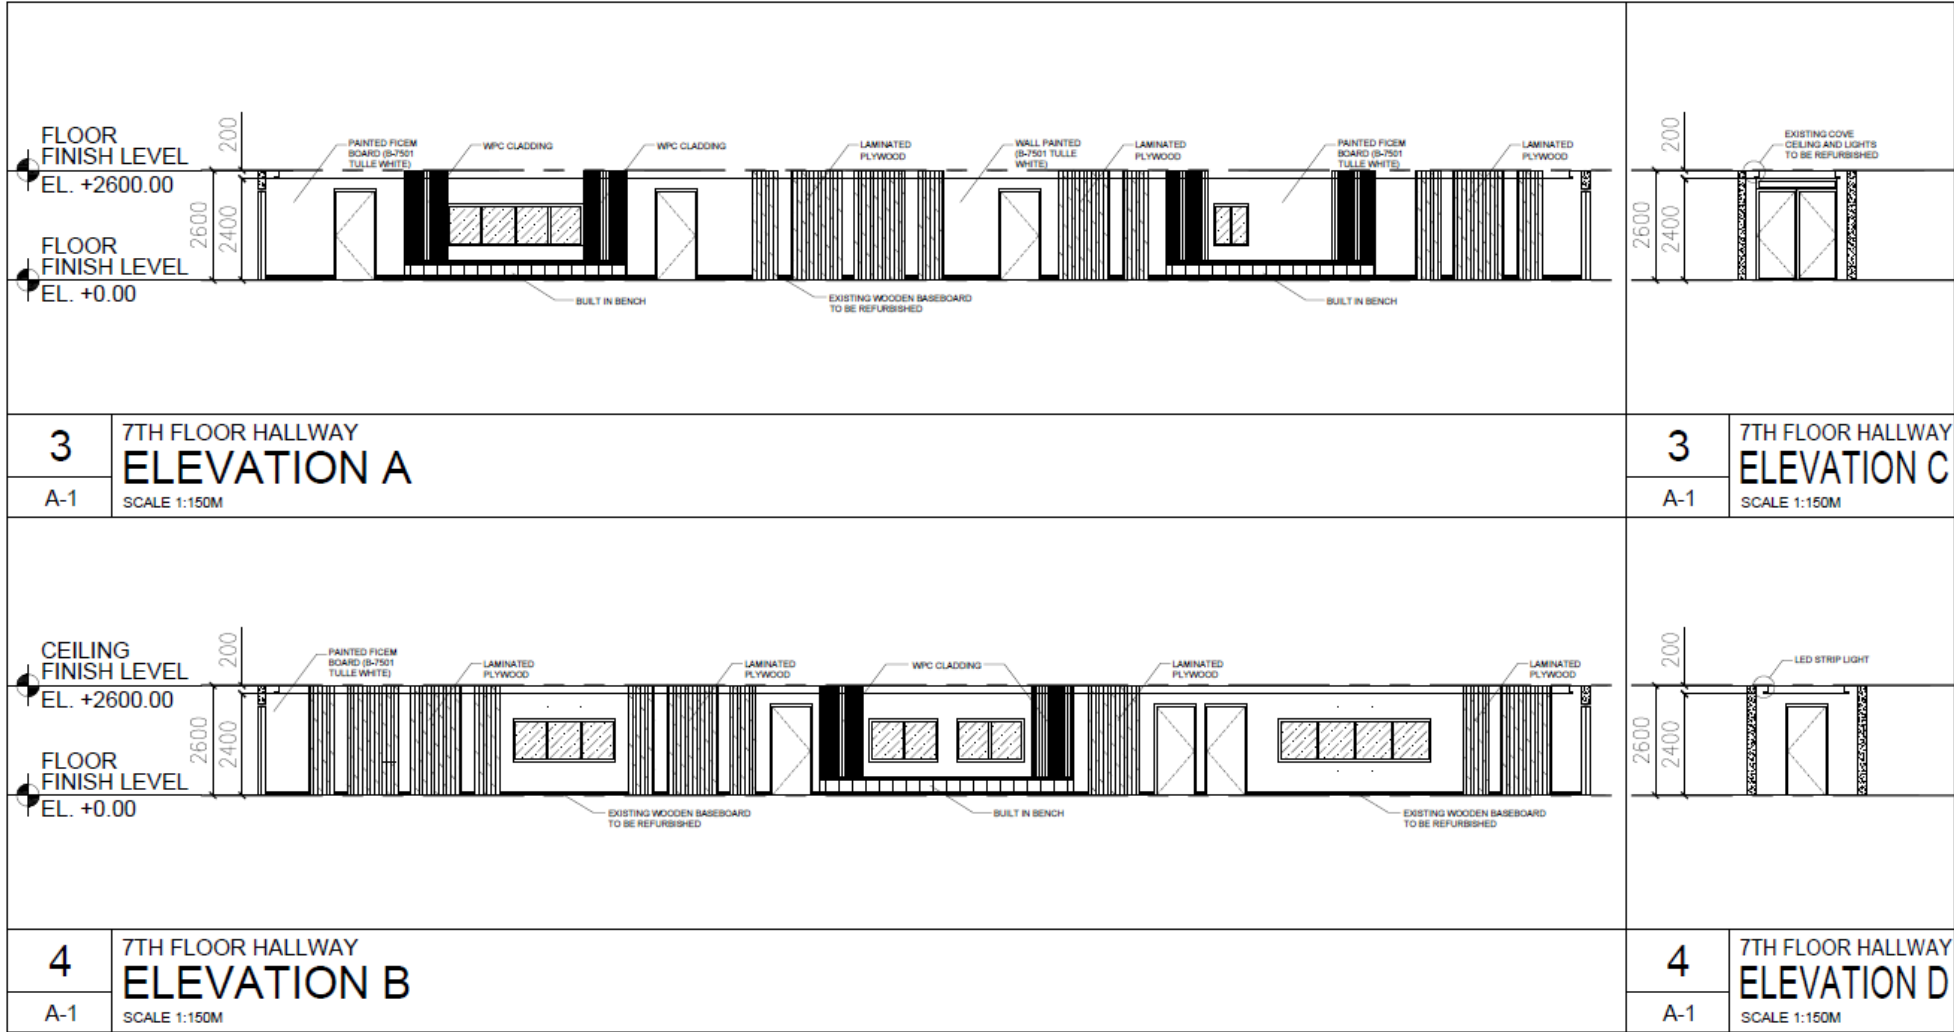 FLOOR
FINISH LEVEL
EL. +2600.00
FLOOR
FINISH LEVEL
EL. +0.00
200
2600
2400
PAINTED FICEM
BOARD (B-7501
TULLE WHITE)
WPC CLADDING
WPC CLADDING
LAMINATED
PLYWOOD
WALL PAINTED
(B-7501 TULLE
WHITE)
LAMINATED
PLYWOOD
PAINTED FICEM
BOARD (B-7501
TULLE WHITE)
LAMINATED
PLYWOOD
BUILT IN BENCH
EXISTING WOODEN BASEBOARD
TO BE REFURBISHED
BUILT IN BENCH
3
A-1
7TH FLOOR HALLWAY
ELEVATION A
SCALE 1:150M
200
2600
2400
EXISTING COVE
CEILING AND LIGHTS
TO BE REFURBISHED
3
A-1
7TH FLOOR HALLWAY
ELEVATION C
SCALE 1:150M
CEILING
FINISH LEVEL
EL. +2600.00
FLOOR
FINISH LEVEL
EL. +0.00
200
2600
2400
PAINTED FICEM
BOARD (B-7501
TULLE WHITE)
LAMINATED
PLYWOOD
LAMINATED
PLYWOOD
WPC CLADDING
LAMINATED
PLYWOOD
LAMINATED
PLYWOOD
EXISTING WOODEN BASEBOARD
TO BE REFURBISHED
BUILT IN BENCH
EXISTING WOODEN BASEBOARD
TO BE REFURBISHED
4
A-1
7TH FLOOR HALLWAY
ELEVATION B
SCALE 1:150M
200
2600
2400
LED STRIP LIGHT
4
A-1
7TH FLOOR HALLWAY
ELEVATION D
SCALE 1:150M